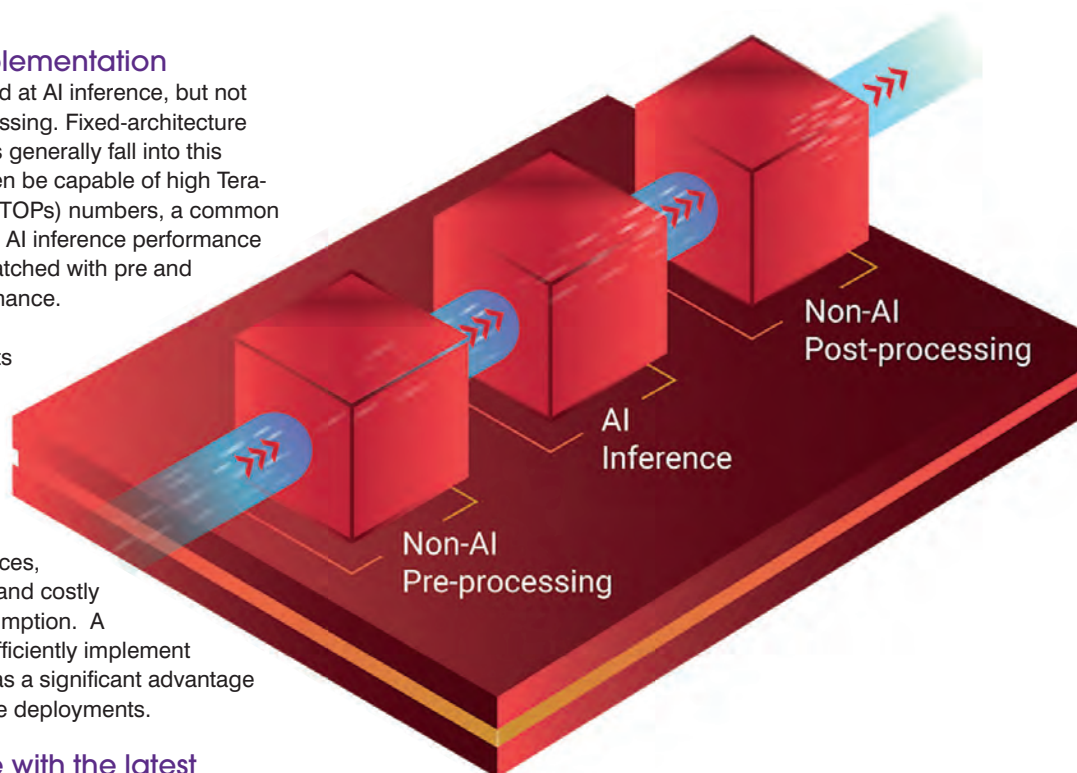 plementation
d at AI inference, but not
ssing. Fixed-architecture
s generally fall into this
en be capable of high Tera-
TOPs) numbers, a common
AI inference performance
atched with pre and
mance.
ts
ces,
and costly
mption. A
fficiently implement
as a significant advantage
e deployments.
e with the latest
Non-AI
Pre-processing
AI
Inference
Non-AI
Post-processing